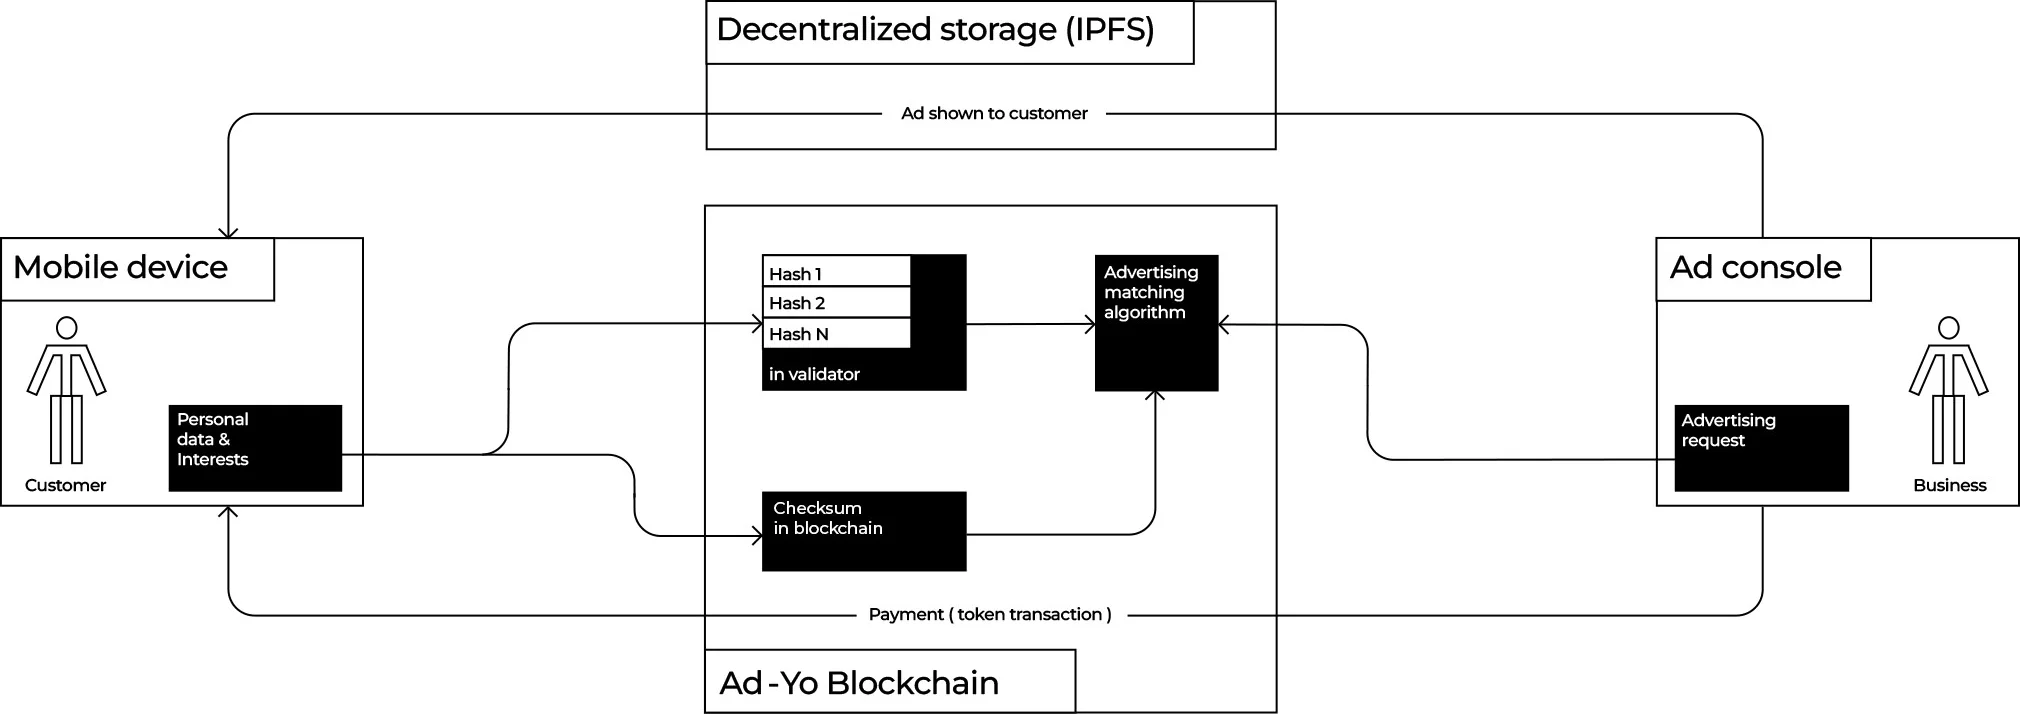 Decentralized storage (IPFS)
Ad shown to customer
Mobile device
Customer
Personal
data &
Interests
Hash 1
Hash 2
Hash N
in validator
Advertising
matching
algorithm
Checksum
in blockchain
Payment ( token transaction )
Ad-Yo Blockchain
Ad console
Advertising
request
Business